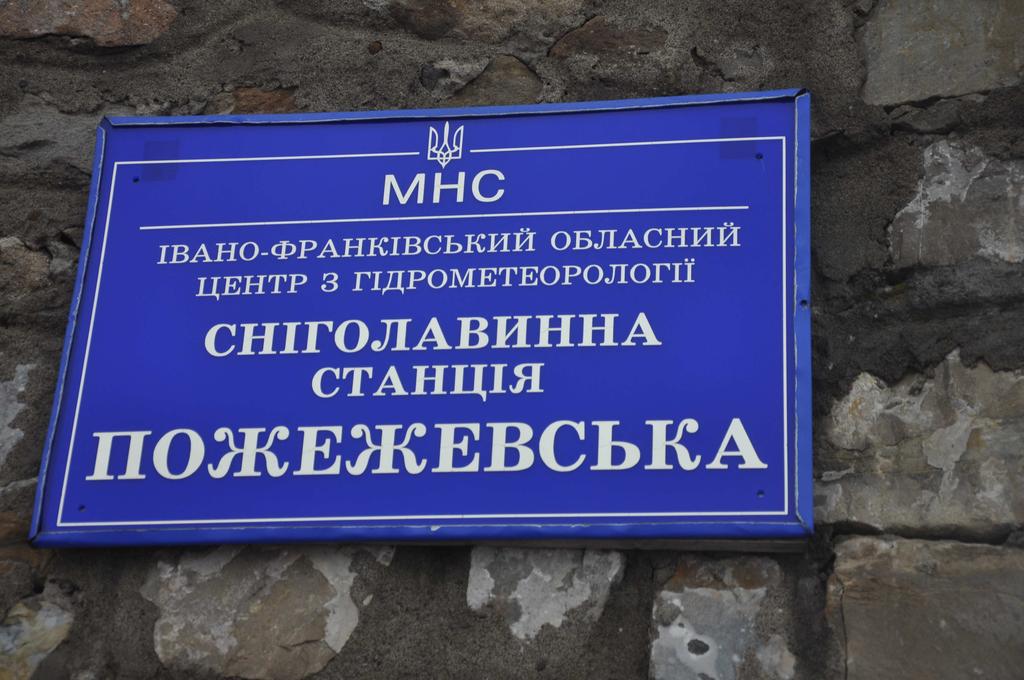 МНС
ІВАНО-ФРАНКІВСЬКИЙ ОБЛАСНИЙ
ЦЕНТР З ГІДРОМЕТЕОРОЛОГІЇ
СНІГОЛАВИННА
СТАНЦІЯ
ПОЖЕЖЕВСЬКА